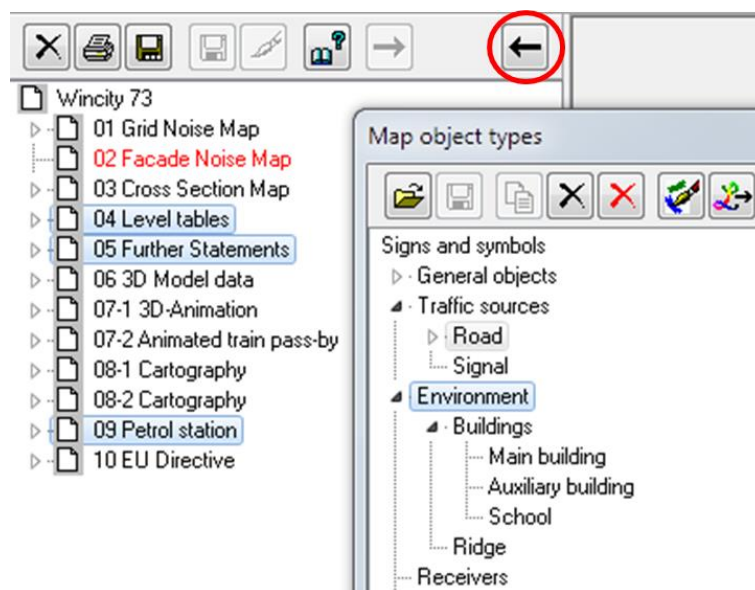 Wincity 73
01 Grid Noise Map
02 Facade Noise Map
03 Cross Section Map
04 Level tables
05 Further Statements
06 3D Model data
07-1 3D-Animation
07-2 Animated train pass-by
08-1 Cartography
08-2 Cartography
09 Petrol station
10 EU Directive
Map object types
Signs and symbols
General objects
Traffic sources
Road
Signal
Environment
Buildings
Main building
Auxiliary building
School
Ridge
Receivers